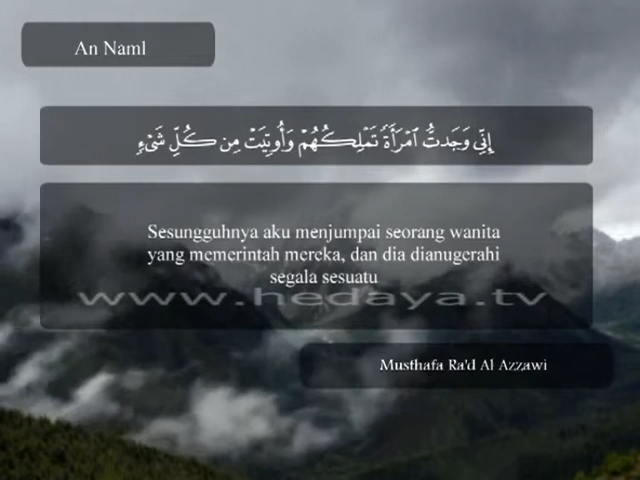 An Naml
إِنِّي وَجَدتُّ ٱمْرَأَةً تَمْلِكُهُمْ وَأُوتِيَتْ مِن كُلِّ شَيْءٍ
Sesungguhnya aku menjumpai seorang wanita
yang memerintah mereka, dan dia dianugerahi
segala sesuatu
www.hedaya.tv
Musthafa Ra'd Al Azzawi